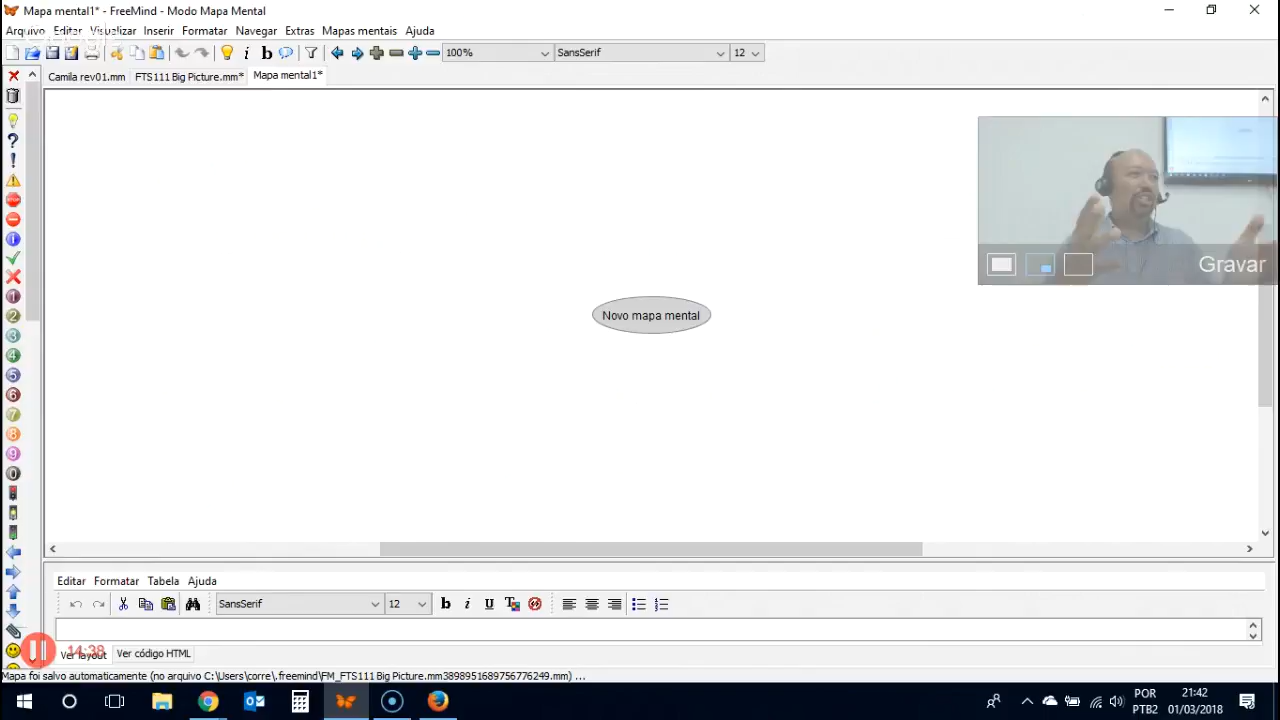 Mapa mental1* - FreeMind - Modo Mapa Mental
Arquivo Editar Visualizar Inserir Formatar Navegar Extras Mapas mentais Ajuda
100% SansSerif 12
Camila rev01.mm FTS111 Big Picture.mm* Mapa mental1*
Gravar
Novo mapa mental
Editar Formatar Tabela Ajuda
SansSerif 12
14:38
Ver layout Ver código HTML
Mapa foi salvo automaticamente (no arquivo C:\Users\corre\.freemind\FM_FTS111 Big Picture.mm3898951689756776249.mm) ...
POR 21:42
PTB2 01/03/2018